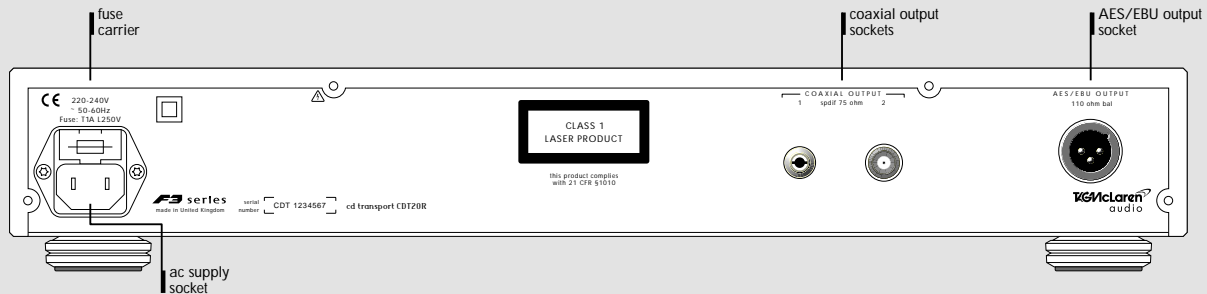 fuse
carrier
coaxial output
sockets
AES/EBU output
socket
CE 220-240V
~ 50-60Hz
Fuse: T1A L250V
CLASS 1
LASER PRODUCT
this product complies
with 21 CFR §1010
COAXIAL OUTPUT
1 spdif 75 ohm 2
AES/EBU OUTPUT
110 ohm bal
F3 series
made in United Kingdom
serial
number
CDT 1234567
cd transport CDT20R
TAGMcLaren
audio
ac supply
socket